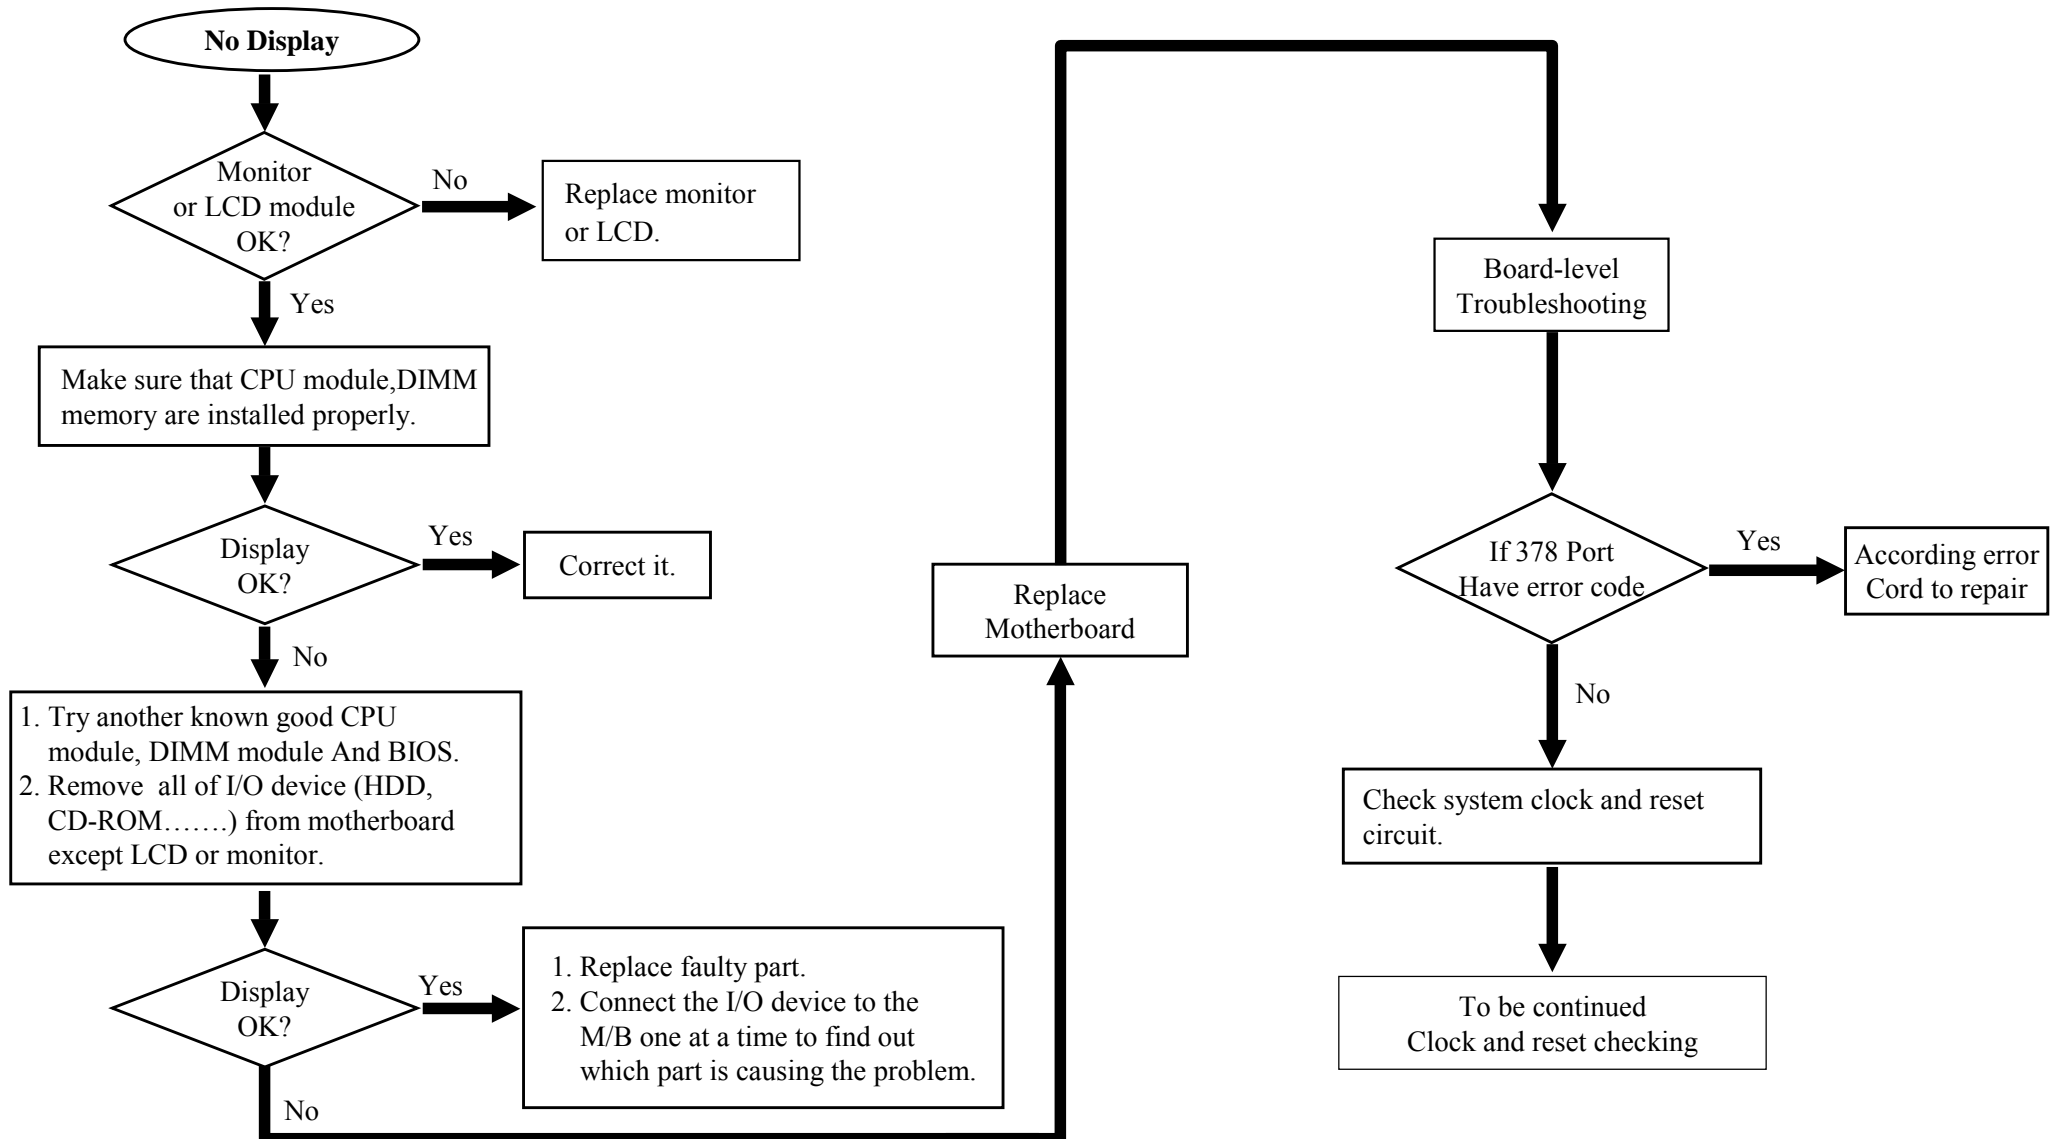 No Display
Monitor
or LCD module
OK?
No
Replace monitor
or LCD.
Yes
Make sure that CPU module,DIMM
memory are installed properly.
Display
OK?
Yes
Correct it.
No
1. Try another known good CPU
module, DIMM module And BIOS.
2. Remove  all of I/O device (HDD,
CD-ROM…….) from motherboard
except LCD or monitor.
Display
OK?
Yes
1. Replace faulty part.
2. Connect the I/O device to the
M/B one at a time to find out
which part is causing the problem.
No
Replace
Motherboard
Board-level
Troubleshooting
If 378 Port
Have error code
Yes
According error
Cord to repair
No
Check system clock and reset
circuit.
To be continued
Clock and reset checking